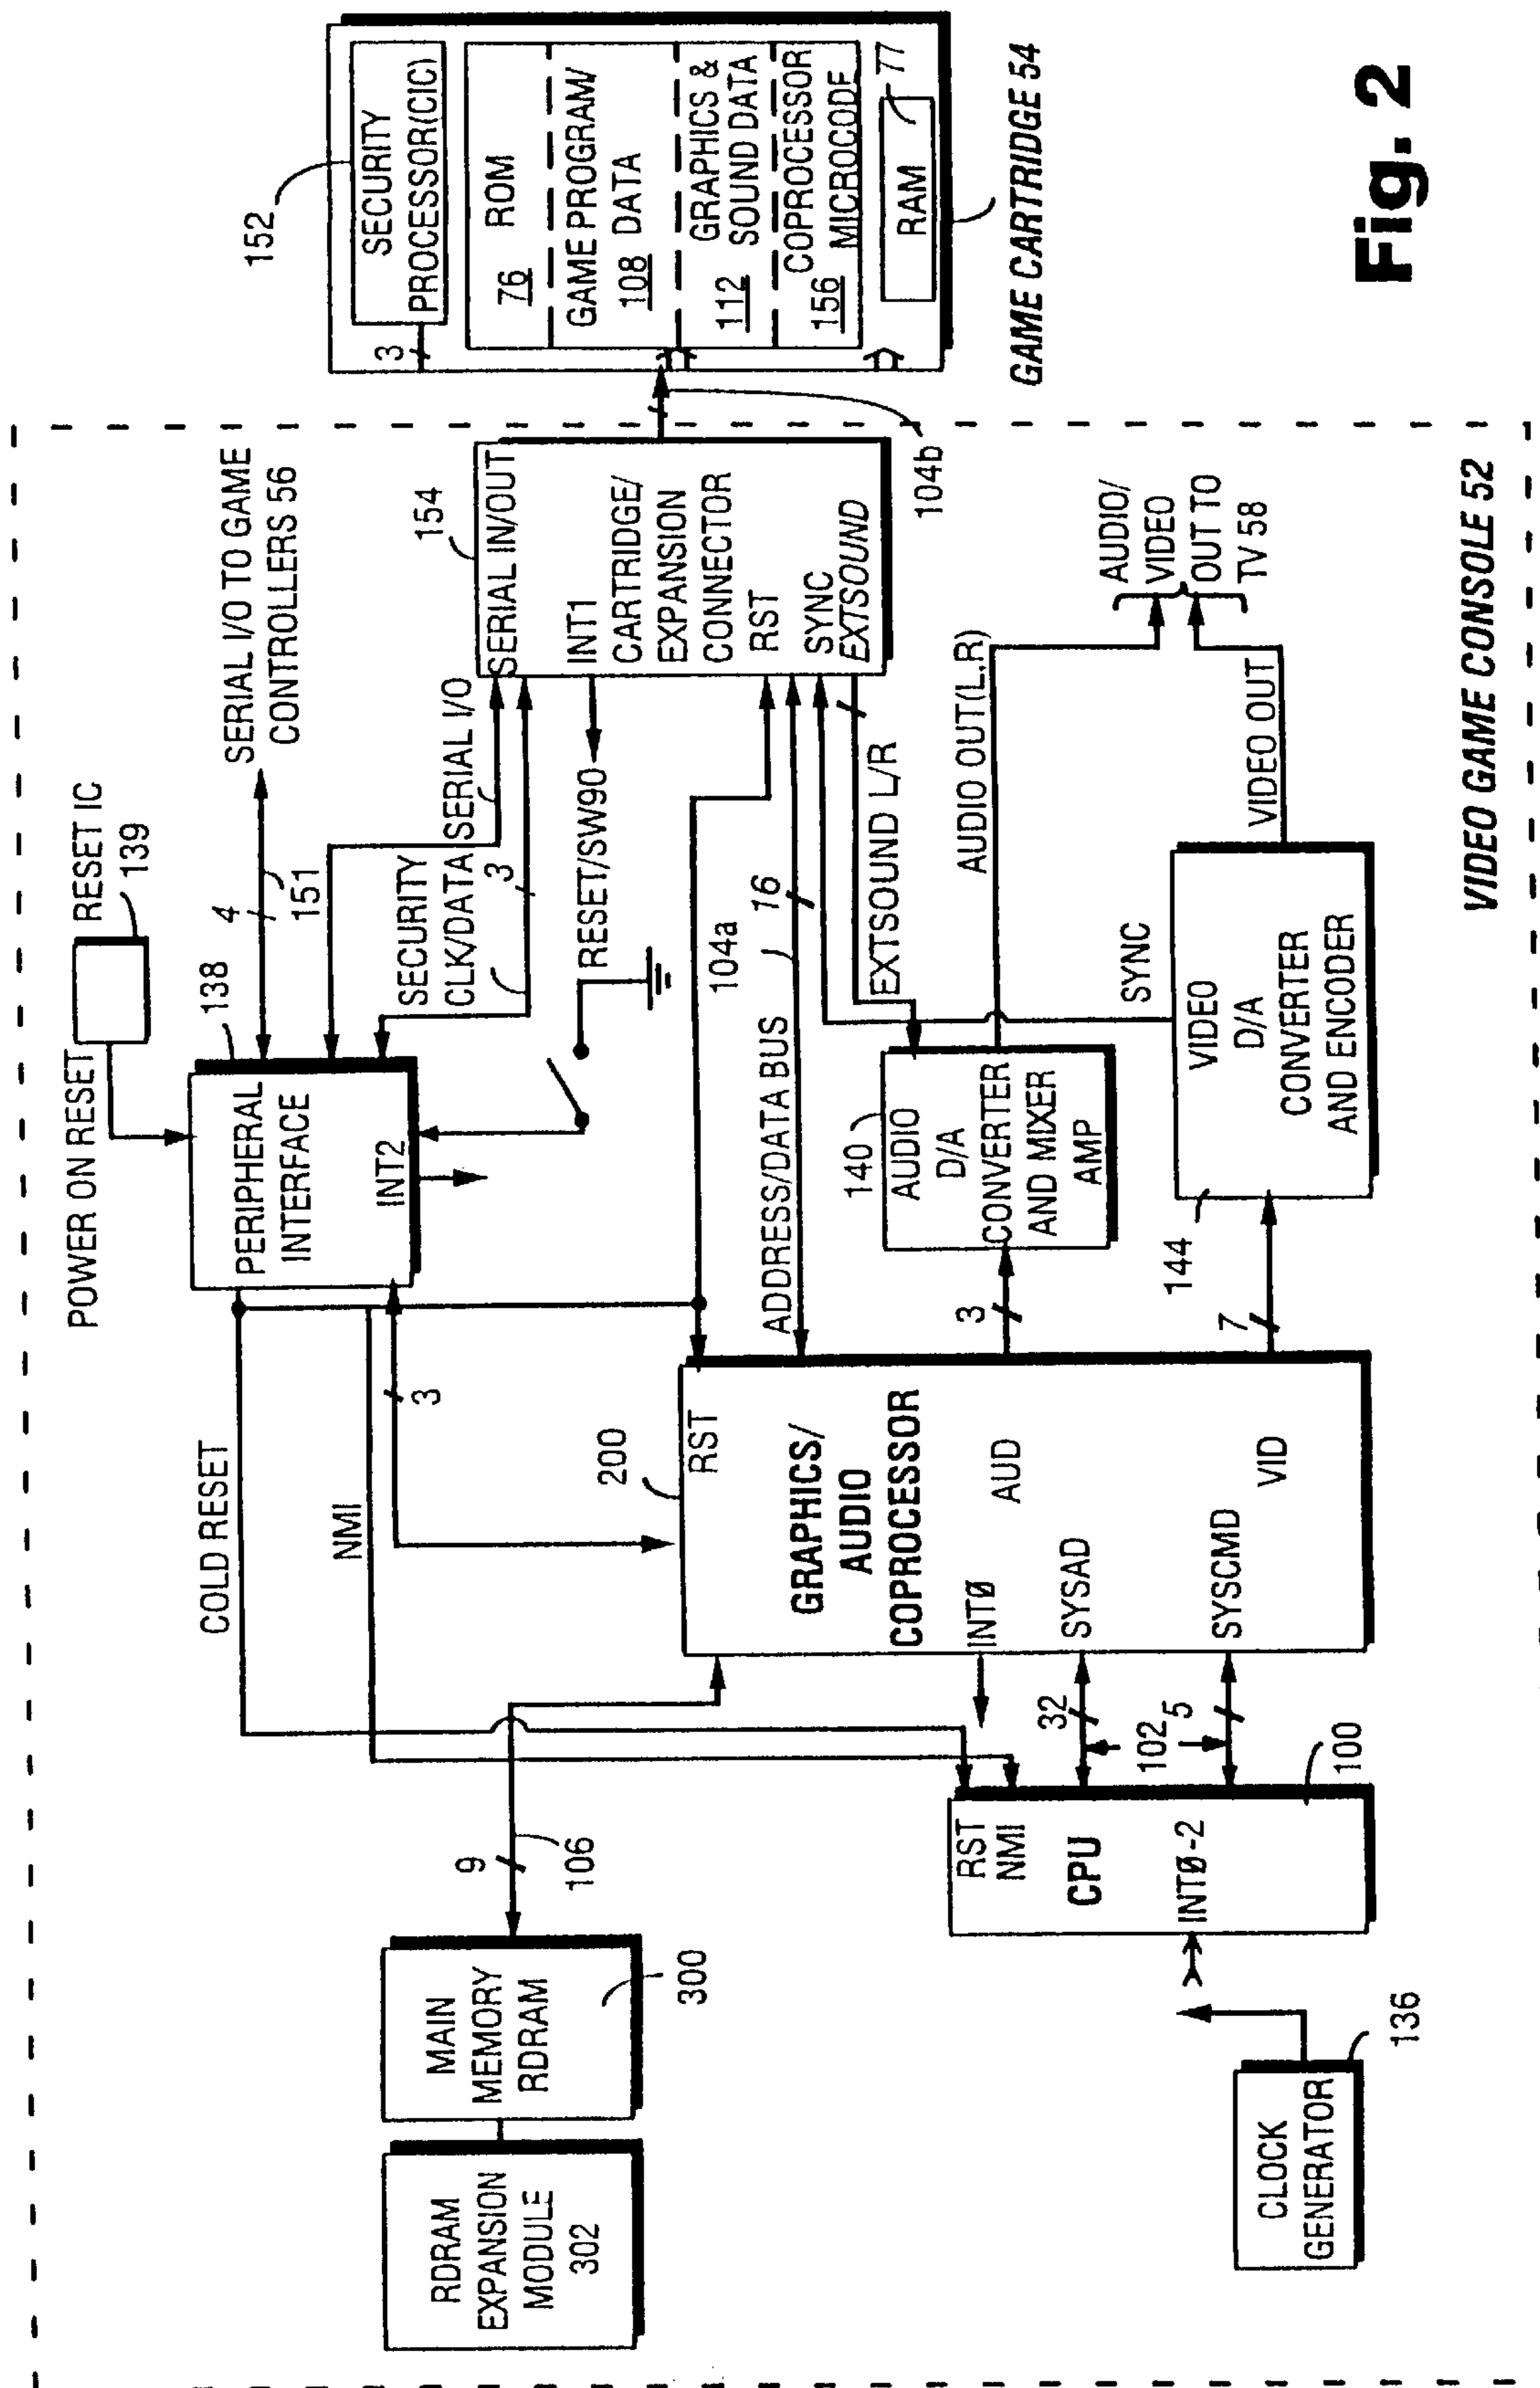 POWER ON RESET
RESET IC
139
138
PERIPHERAL
INTERFACE
INT2
4
151
SERIAL I/O TO GAME
CONTROLLERS 56
SECURITY
CLK/DATA
SERIAL I/O
3
RESET/SW90
154
SERIAL IN/OUT
INT1
CARTRIDGE/
EXPANSION
CONNECTOR
RST
SYNC
EXTSOUND
152
SECURITY
PROCESSOR(CIC)
3
76 ROM
GAME PROGRAM/
108 DATA
GRAPHICS &
112 SOUND DATA
COPROCESSOR
156 MICROCODE
RAM
77
GAME CARTRIDGE 54
104b
COLD RESET
NMI
3
104a
ADDRESS/DATA BUS
16
EXTSOUND L/R
RDRAM
EXPANSION
MODULE
302
MAIN
MEMORY
RDRAM
300
9
106
200
RST
GRAPHICS/
AUDIO
COPROCESSOR
INTØ
AUD
SYSAD
SYSCMD
VID
3
7
140
AUDIO
D/A
CONVERTER
AND MIXER
AMP
AUDIO OUT(L.R)
SYNC
144
VIDEO
D/A
CONVERTER
AND ENCODER
VIDEO OUT
AUDIO/
VIDEO
OUT TO
TV 58
RST
NMI
CPU
INTØ-2
100
32
102
5
CLOCK
GENERATOR
136
VIDEO GAME CONSOLE 52
Fig. 2